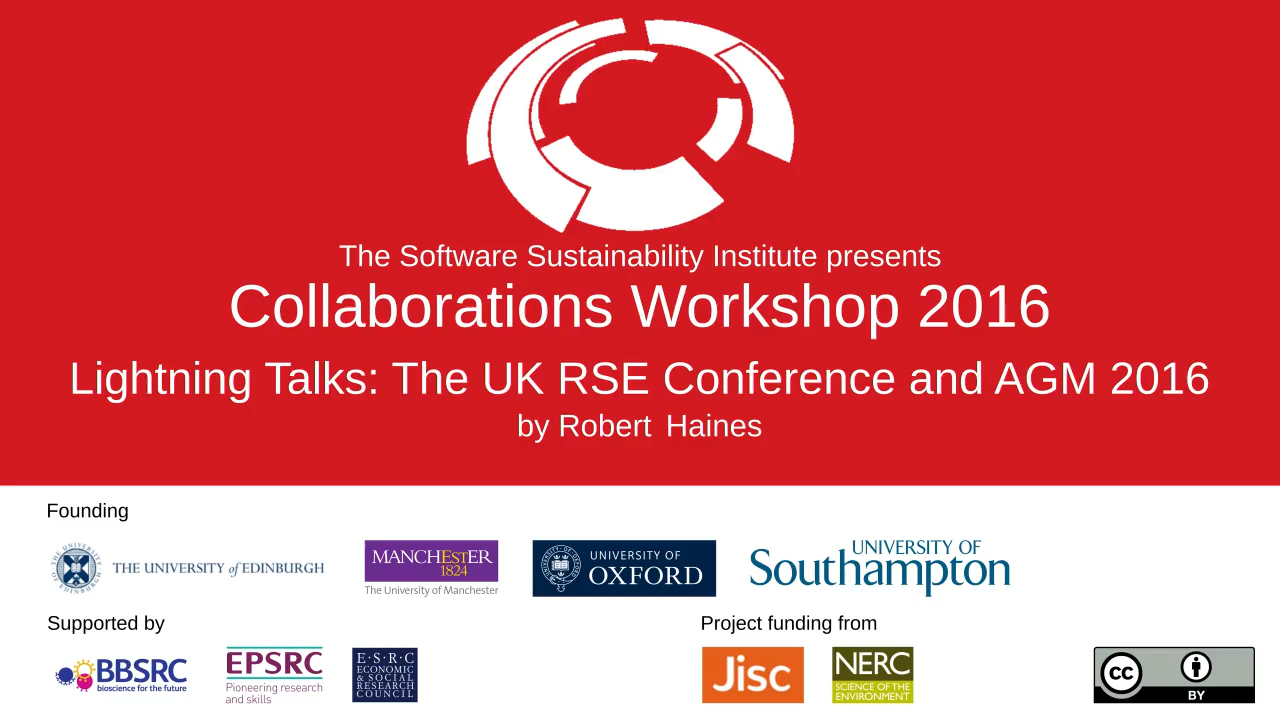 The Software Sustainability Institute presents
Collaborations Workshop 2016
Lightning Talks: The UK RSE Conference and AGM 2016
by Robert Haines
Founding
THE UNIVERSITY of EDINBURGH
MANCHESTER
1824
The University of Manchester
UNIVERSITY OF
OXFORD
UNIVERSITY OF
Southampton
Supported by
BBSRC
bioscience for the future
EPSRC
Pioneering research
and skills
E·S·R·C
ECONOMIC
& SOCIAL
RESEARCH
COUNCIL
Project funding from
Jisc
NERC
SCIENCE OF THE
ENVIRONMENT
cc
BY